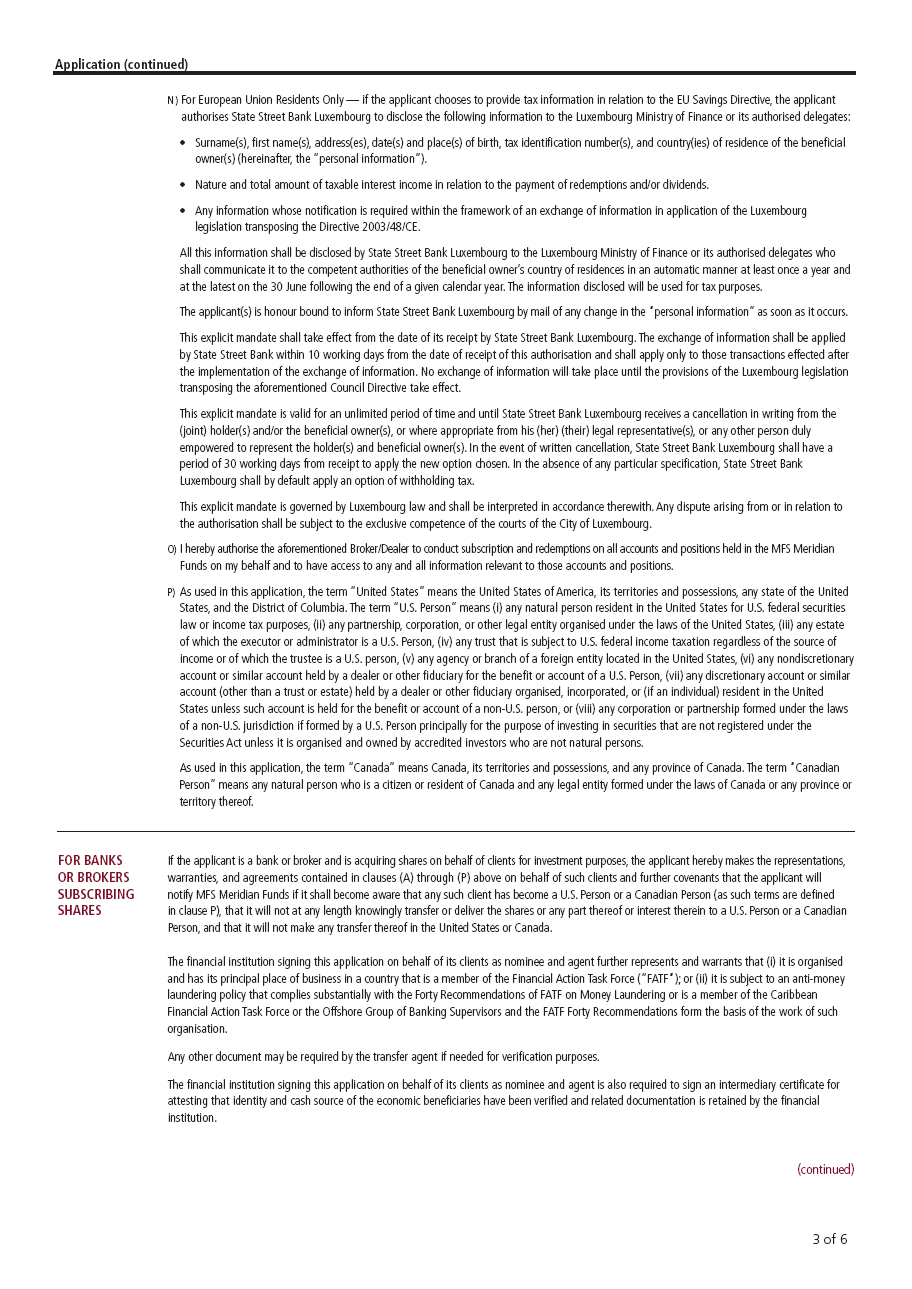 Application (continued)
N) For European Union Residents Only — if the applicant chooses to provide tax information in relation to the EU Savings Directive, the applicant
authorises State Street Bank Luxembourg to disclose the following information to the Luxembourg Ministry of Finance or its authorised delegates:
• Surname(s), first name(s), address(es), date(s) and place(s) of birth, tax identification number(s), and country(ies) of residence of the beneficial
owner(s) (hereinafter, the "personal information").
• Nature and total amount of taxable interest income in relation to the payment of redemptions and/or dividends.
• Any information whose notification is required within the framework of an exchange of information in application of the Luxembourg
legislation transposing the Directive 2003/48/CE.
All this information shall be disclosed by State Street Bank Luxembourg to the Luxembourg Ministry of Finance or its authorised delegates who
shall communicate it to the competent authorities of the beneficial owner's country of residences in an automatic manner at least once a year and
at the latest on the 30 June following the end of a given calendar year. The information disclosed will be used for tax purposes.
The applicant(s) is honour bound to inform State Street Bank Luxembourg by mail of any change in the "personal information" as soon as it occurs.
This explicit mandate shall take effect from the date of its receipt by State Street Bank Luxembourg. The exchange of information shall be applied
by State Street Bank within 10 working days from the date of receipt of this authorisation and shall apply only to those transactions effected after
the implementation of the exchange of information. No exchange of information will take place until the provisions of the Luxembourg legislation
transposing the aforementioned Council Directive take effect.
This explicit mandate is valid for an unlimited period of time and until State Street Bank Luxembourg receives a cancellation in writing from the
(joint) holder(s) and/or the beneficial owner(s), or where appropriate from his (her) (their) legal representative(s), or any other person duly
empowered to represent the holder(s) and beneficial owner(s). In the event of written cancellation, State Street Bank Luxembourg shall have a
period of 30 working days from receipt to apply the new option chosen. In the absence of any particular specification, State Street Bank
Luxembourg shall by default apply an option of withholding tax.
This explicit mandate is governed by Luxembourg law and shall be interpreted in accordance therewith. Any dispute arising from or in relation to
the authorisation shall be subject to the exclusive competence of the courts of the City of Luxembourg.
O) I hereby authorise the aforementioned Broker/Dealer to conduct subscription and redemptions on all accounts and positions held in the MFS Meridian
Funds on my behalf and to have access to any and all information relevant to those accounts and positions.
P) As used in this application, the term "United States" means the United States of America, its territories and possessions, any state of the United
States, and the District of Columbia. The term "U.S. Person" means (i) any natural person resident in the United States for U.S. federal securities
law or income tax purposes, (ii) any partnership, corporation, or other legal entity organised under the laws of the United States, (iii) any estate
of which the executor or administrator is a U.S. Person, (iv) any trust that is subject to U.S. federal income taxation regardless of the source of
income or of which the trustee is a U.S. person, (v) any agency or branch of a foreign entity located in the United States, (vi) any nondiscretionary
account or similar account held by a dealer or other fiduciary for the benefit or account of a U.S. Person, (vii) any discretionary account or similar
account (other than a trust or estate) held by a dealer or other fiduciary organised, incorporated, or (if an individual) resident in the United
States unless such account is held for the benefit or account of a non-U.S. person, or (viii) any corporation or partnership formed under the laws
of a non-U.S. jurisdiction if formed by a U.S. Person principally for the purpose of investing in securities that are not registered under the
Securities Act unless it is organised and owned by accredited investors who are not natural persons.
As used in this application, the term "Canada" means Canada, its territories and possessions, and any province of Canada. The term "Canadian
Person" means any natural person who is a citizen or resident of Canada and any legal entity formed under the laws of Canada or any province or
territory thereof.
FOR BANKS
OR BROKERS
SUBSCRIBING
SHARES
If the applicant is a bank or broker and is acquiring shares on behalf of clients for investment purposes, the applicant hereby makes the representations,
warranties, and agreements contained in clauses (A) through (P) above on behalf of such clients and further covenants that the applicant will
notify MFS Meridian Funds if it shall become aware that any such client has become a U.S. Person or a Canadian Person (as such terms are defined
in clause P), that it will not at any length knowingly transfer or deliver the shares or any part thereof or interest therein to a U.S. Person or a Canadian
Person, and that it will not make any transfer thereof in the United States or Canada.
The financial institution signing this application on behalf of its clients as nominee and agent further represents and warrants that (i) it is organised
and has its principal place of business in a country that is a member of the Financial Action Task Force ("FATF"); or (ii) it is subject to an anti-money
laundering policy that complies substantially with the Forty Recommendations of FATF on Money Laundering or is a member of the Caribbean
Financial Action Task Force or the Offshore Group of Banking Supervisors and the FATF Forty Recommendations form the basis of the work of such
organisation.
Any other document may be required by the transfer agent if needed for verification purposes.
The financial institution signing this application on behalf of its clients as nominee and agent is also required to sign an intermediary certificate for
attesting that identity and cash source of the economic beneficiaries have been verified and related documentation is retained by the financial
institution.
(continued)
3 of 6